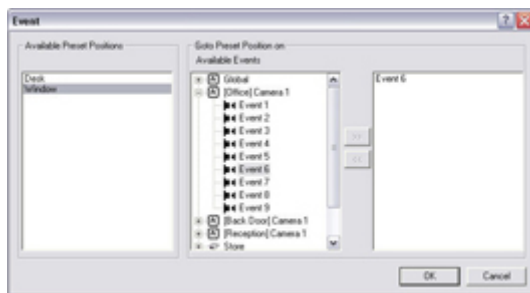 Event
Available Preset Positions
Desk
Window
Goto Preset Position on
Available Events
Global
[Office] Camera 1
Event 1
Event 2
Event 3
Event 4
Event 5
Event 6
Event 7
Event 8
Event 9
[Back Door] Camera 1
[Reception] Camera 1
Store
>>
<<
Event 6
OK
Cancel